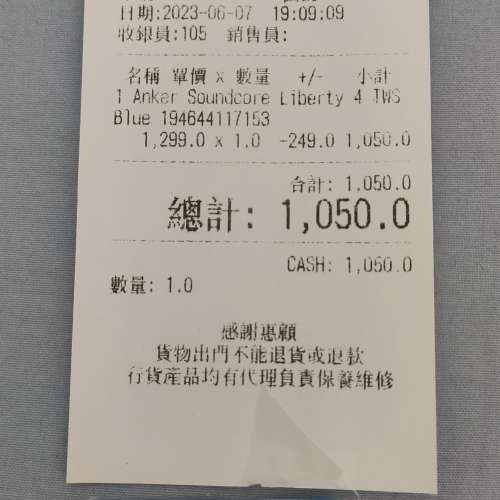 日期:2023-06-07 19:09:09
收銀員:105 銷售員:
名稱 單價 x 數量 +/- 小計
1 Anker Soundcore Liberty 4 TWS
Blue 194644117153
1,299.0 x 1.0 -249.0 1,050.0
合計: 1,050.0
總計: 1,050.0
CASH: 1,050.0
數量: 1.0
感謝惠顧
貨物出門不能退貨或退款
行貨產品均有代理負責保養維修